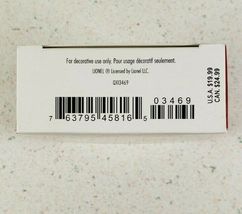 For decorative use only. Pour usage décoratif seulement.
LIONEL ® Licensed by Lionel LLC.
QXI3469
03469
7 63795 45816 5
U.S.A. $19.99
CAN. $24.99